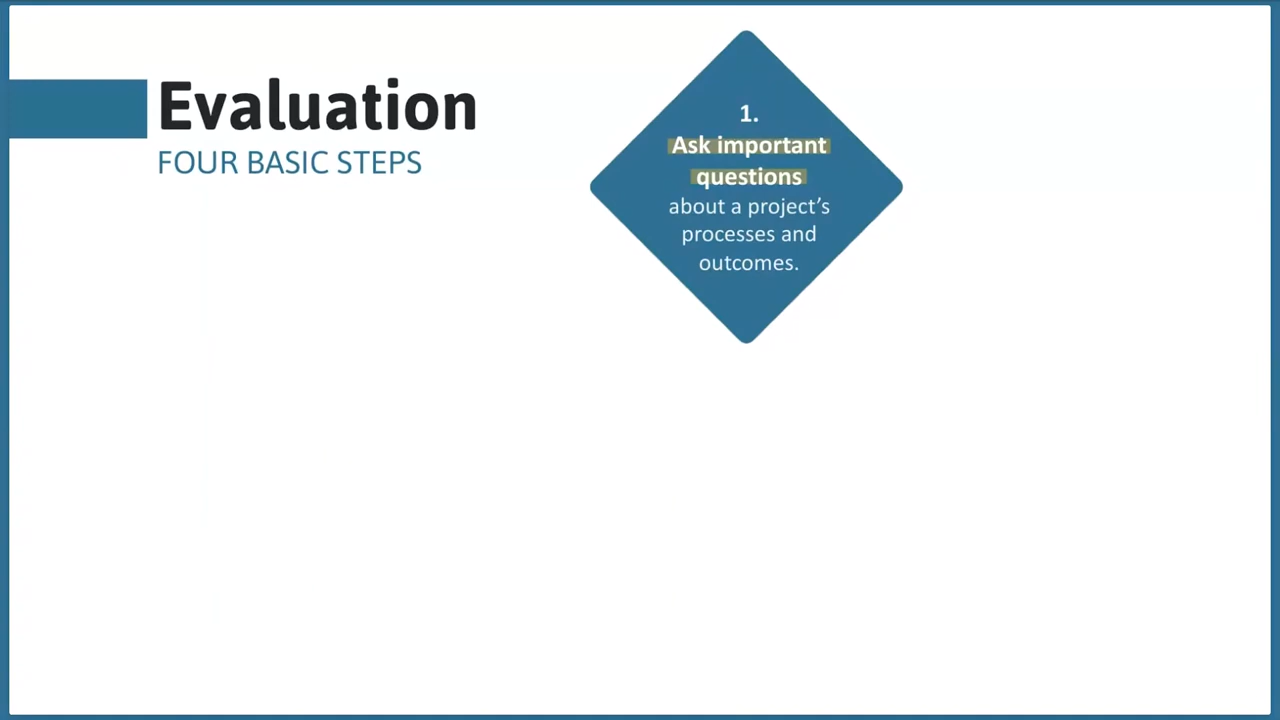 Evaluation
FOUR BASIC STEPS
1.
Ask important
questions
about a project’s
processes and
outcomes.